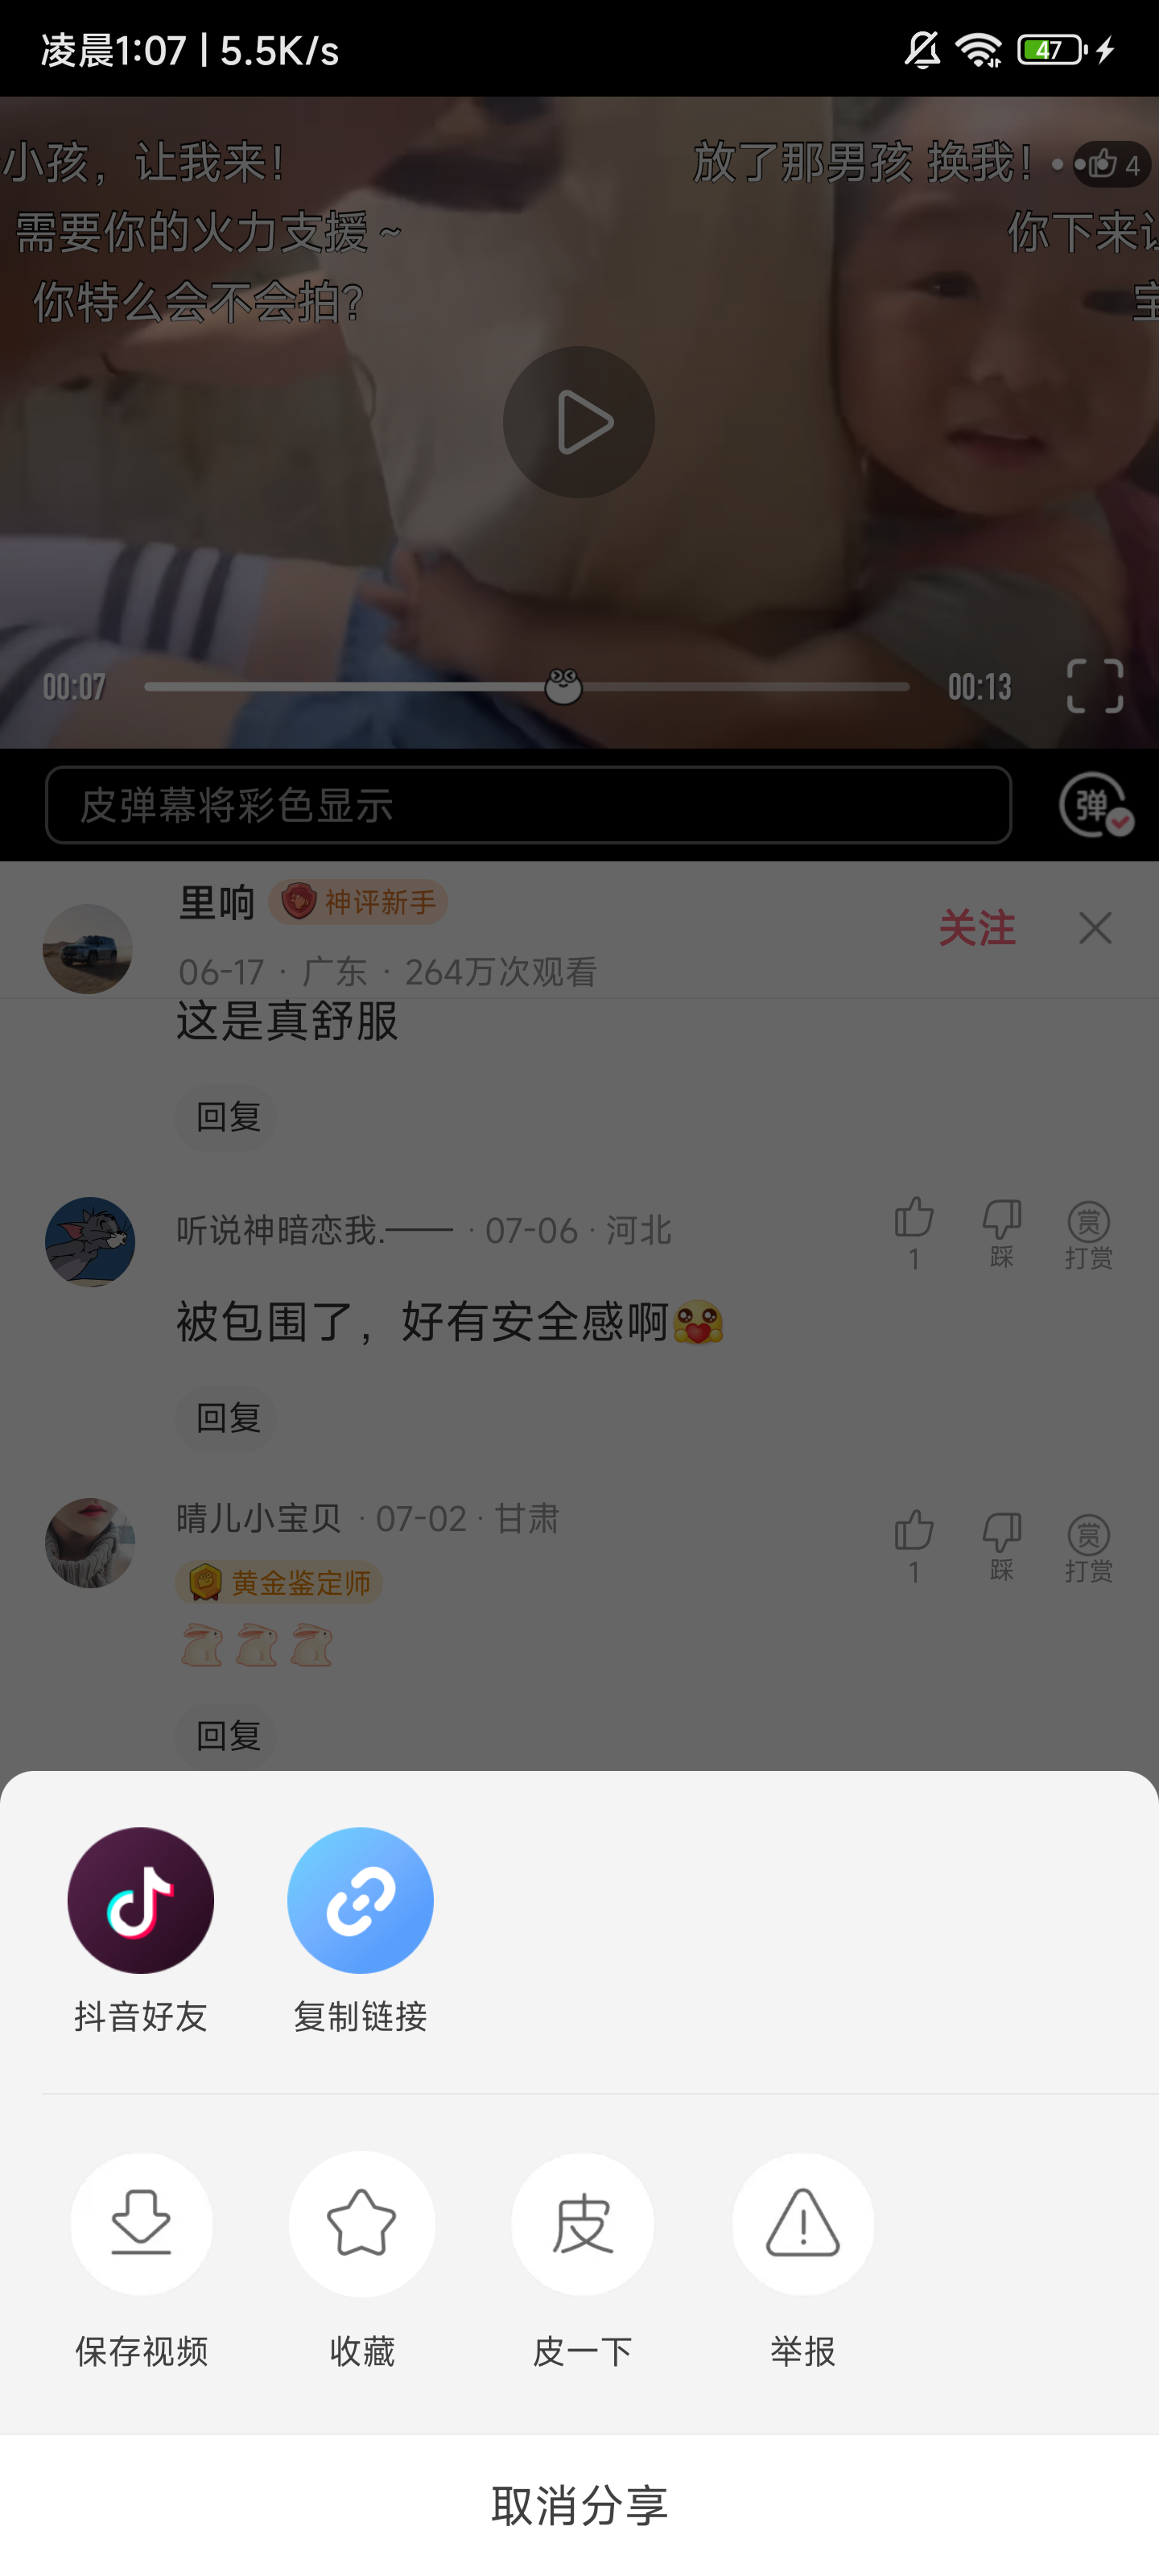 凌晨1:07 | 5.5K/s
47
小孩，让我来！
放了那男孩 换我！
4
需要你的火力支援～
你下来让
你特么会不会拍？
宝
00:07
00:13
皮弹幕将彩色显示
弹
里响 神评新手
关注
06-17 · 广东 · 264万次观看
这是真舒服
回复
听说神暗恋我.—— · 07-06 · 河北
1 踩 赏 打赏
被包围了，好有安全感啊
回复
晴儿小宝贝 · 07-02 · 甘肃
1 踩 赏 打赏
黄金鉴定师
回复
抖音好友 复制链接
皮
保存视频 收藏 皮一下 举报
取消分享